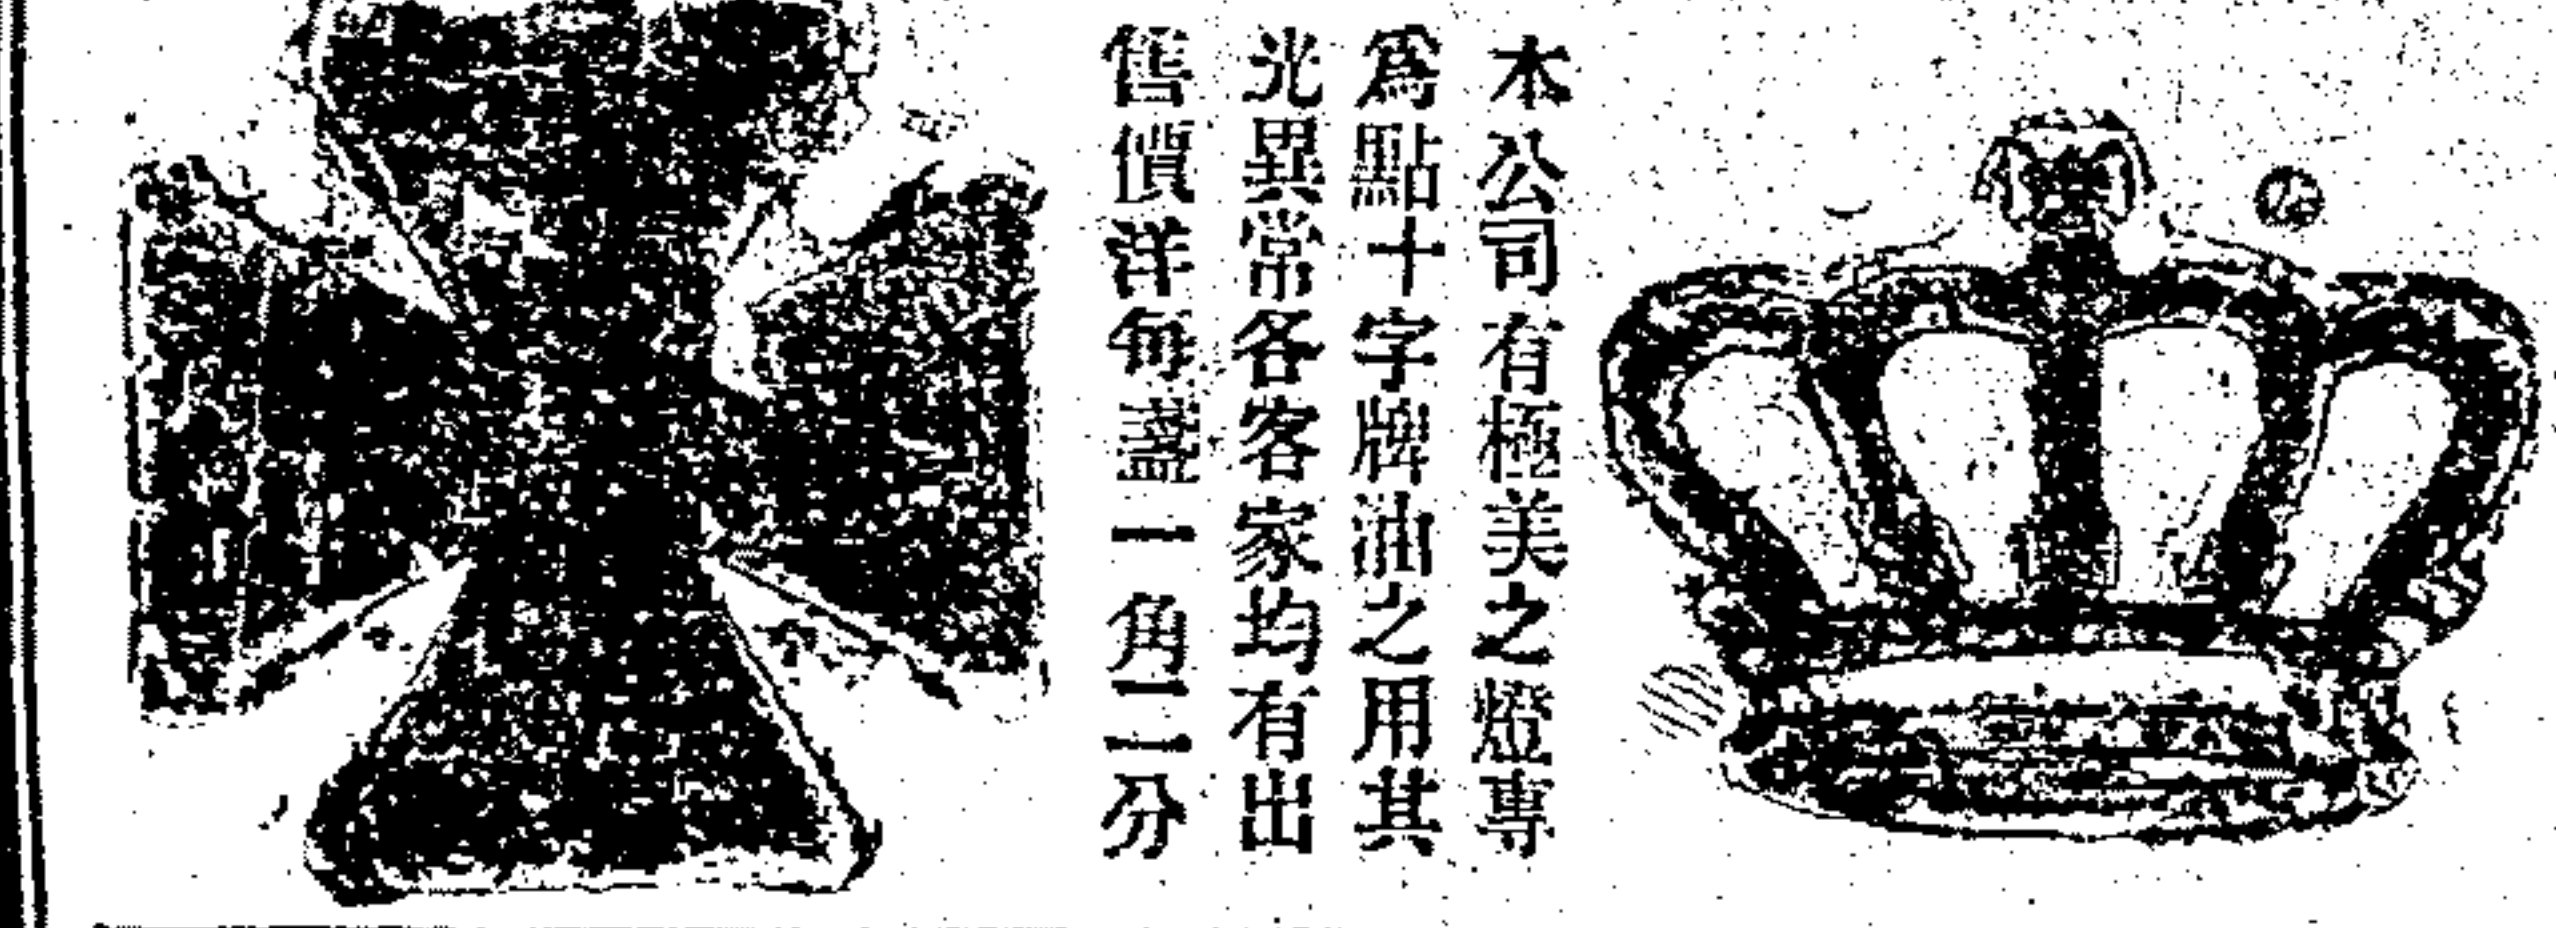 本公司有極美之燈專
爲點十字牌油之用其
光異常各客家均有出
售價洋每盞一角二分